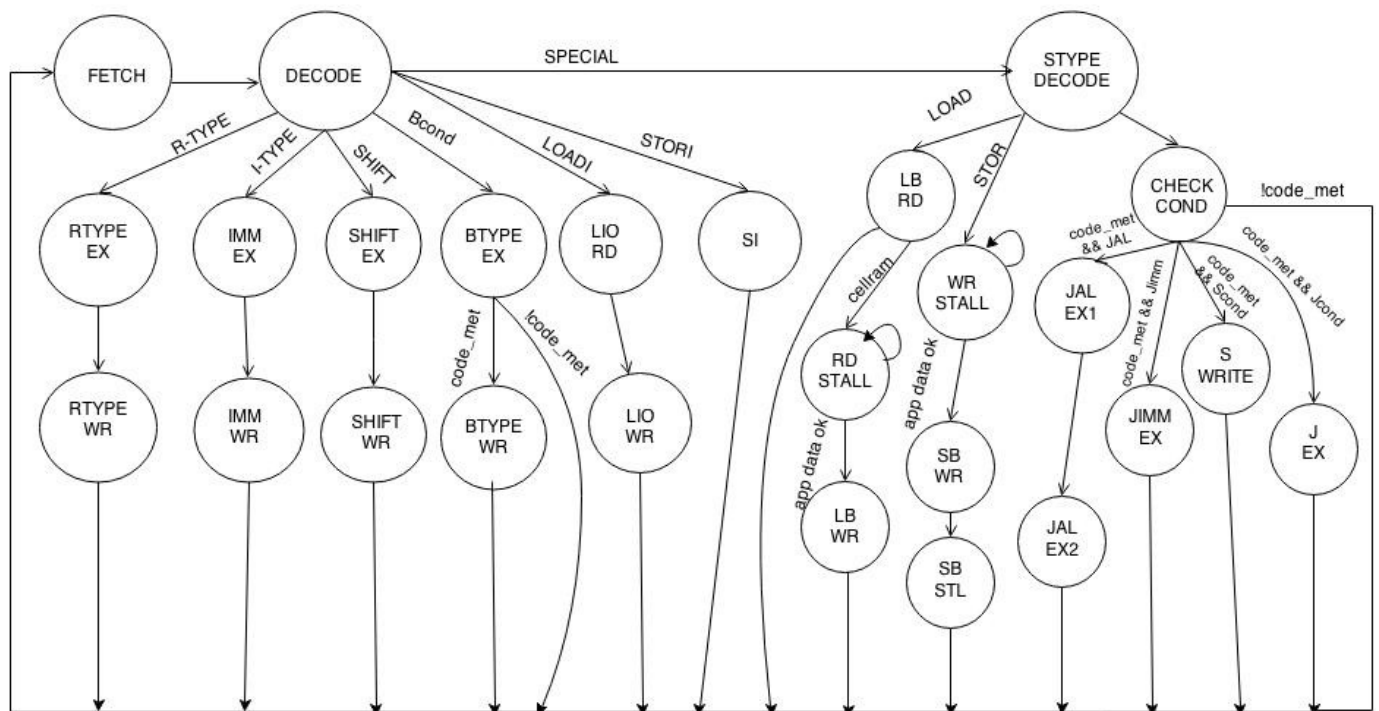 FETCH
DECODE
SPECIAL
STYPE
DECODE
R-TYPE
I-TYPE
SHIFT
Bcond
LOADI
STORI
LOAD
STOR
RTYPE
EX
IMM
EX
SHIFT
EX
BTYPE
EX
LIO
RD
SI
LB
RD
CHECK
COND
!code_met
code_met
&& JAL
code_met && Jimm
code_met
&& Scond
code_met && Jcond
cellram
WR
STALL
JAL
EX1
code_met
!code_met
RD
STALL
app data ok
S
WRITE
RTYPE
WR
IMM
WR
SHIFT
WR
BTYPE
WR
LIO
WR
JIMM
EX
J
EX
app data ok
SB
WR
LB
WR
JAL
EX2
SB
STL